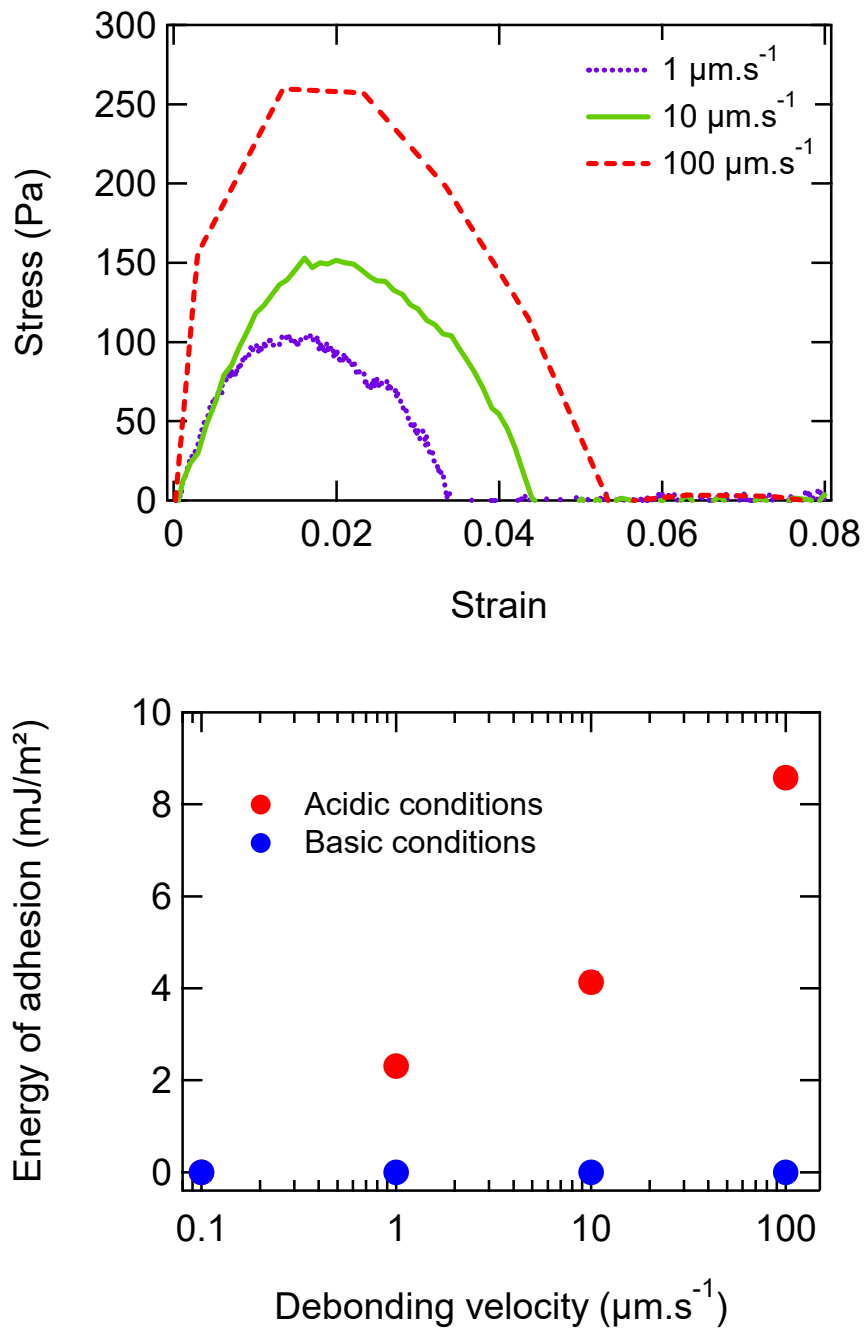 300
250
200
150
100
50
0
Stress (Pa)
1 µm.s⁻¹
10 µm.s⁻¹
100 µm.s⁻¹
0 0.02 0.04 0.06 0.08
Strain
10
8
6
4
2
0
Energy of adhesion (mJ/m²)
Acidic conditions
Basic conditions
0.1 1 10 100
Debonding velocity (µm.s⁻¹)